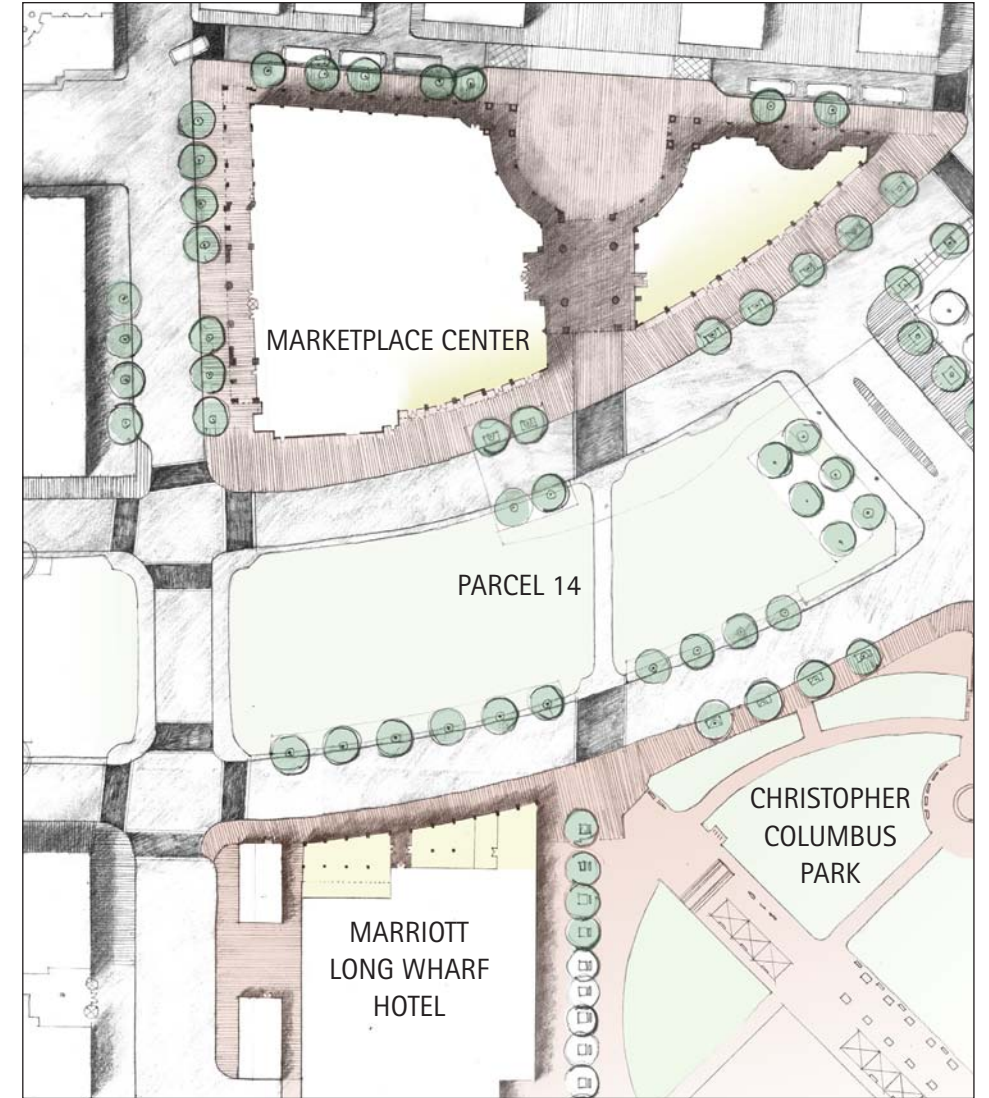 MARKETPLACE CENTER
PARCEL 14
CHRISTOPHER
COLUMBUS
PARK
MARRIOTT
LONG WHARF
HOTEL